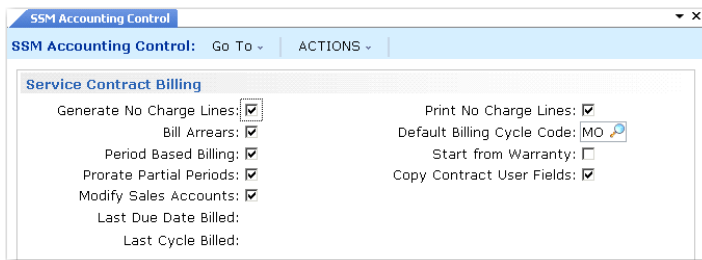 SSM Accounting Control
SSM Accounting Control: Go To ACTIONS
Service Contract Billing
Generate No Charge Lines: Print No Charge Lines:
Bill Arrears: Default Billing Cycle Code: MO
Period Based Billing: Start from Warranty:
Prorate Partial Periods: Copy Contract User Fields:
Modify Sales Accounts:
Last Due Date Billed:
Last Cycle Billed: